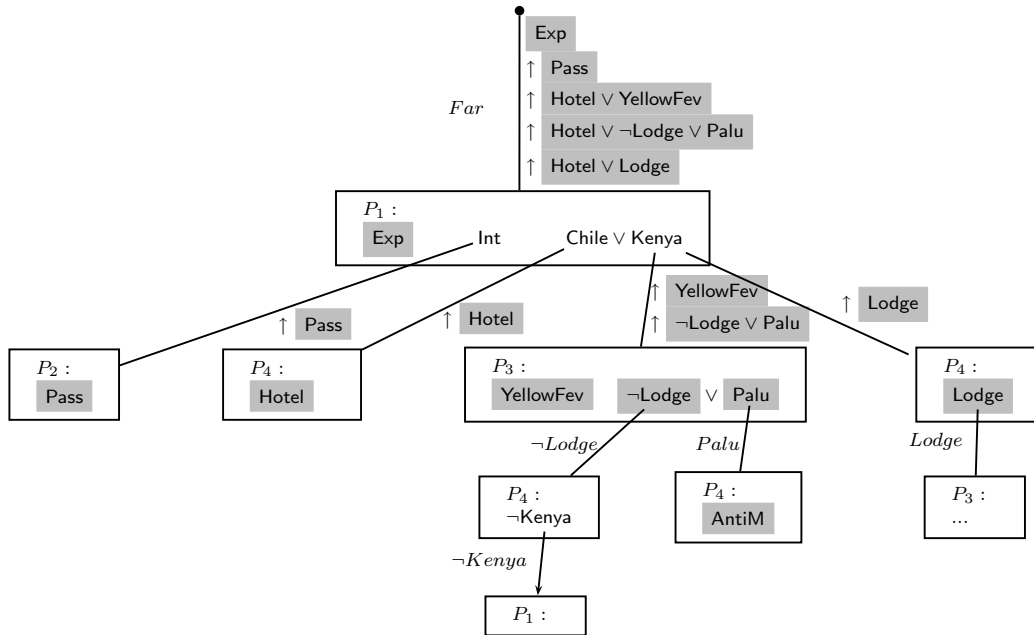 Exp
↑ Pass
Far
↑ Hotel ∨ YellowFev
↑ Hotel ∨ ¬Lodge ∨ Palu
↑ Hotel ∨ Lodge
P₁ :
Exp Int Chile ∨ Kenya
↑ Pass
↑ Hotel
↑ YellowFev
↑ ¬Lodge ∨ Palu
↑ Lodge
P₂ :
Pass
P₄ :
Hotel
P₃ :
YellowFev ¬Lodge ∨ Palu
P₄ :
Lodge
¬Lodge
Palu
Lodge
P₄ :
¬Kenya
P₄ :
AntiM
P₃ :
...
¬Kenya
P₁ :